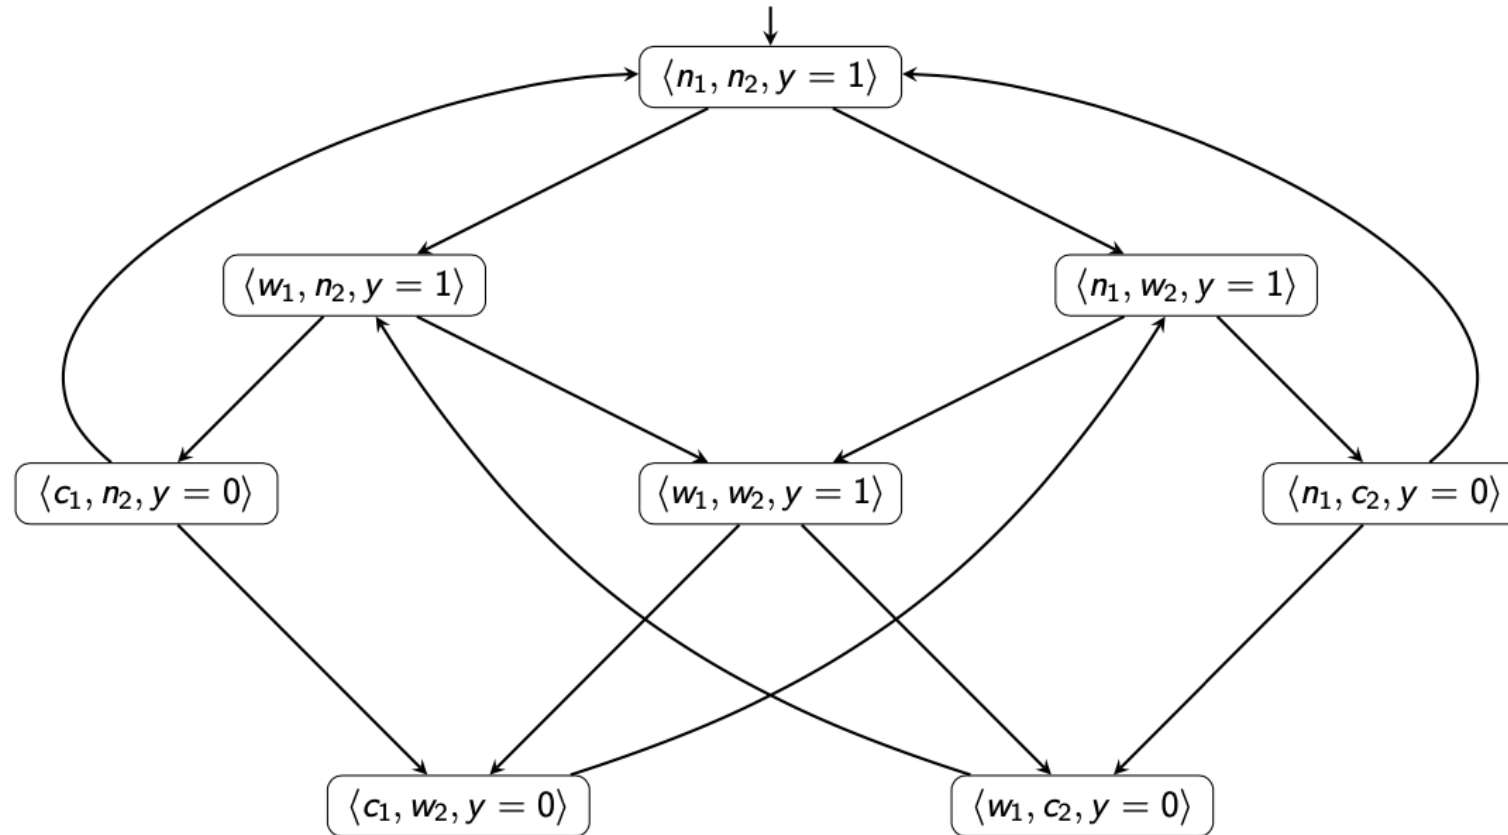 ⟨n₁, n₂, y = 1⟩
⟨w₁, n₂, y = 1⟩
⟨n₁, w₂, y = 1⟩
⟨c₁, n₂, y = 0⟩
⟨w₁, w₂, y = 1⟩
⟨n₁, c₂, y = 0⟩
⟨c₁, w₂, y = 0⟩
⟨w₁, c₂, y = 0⟩